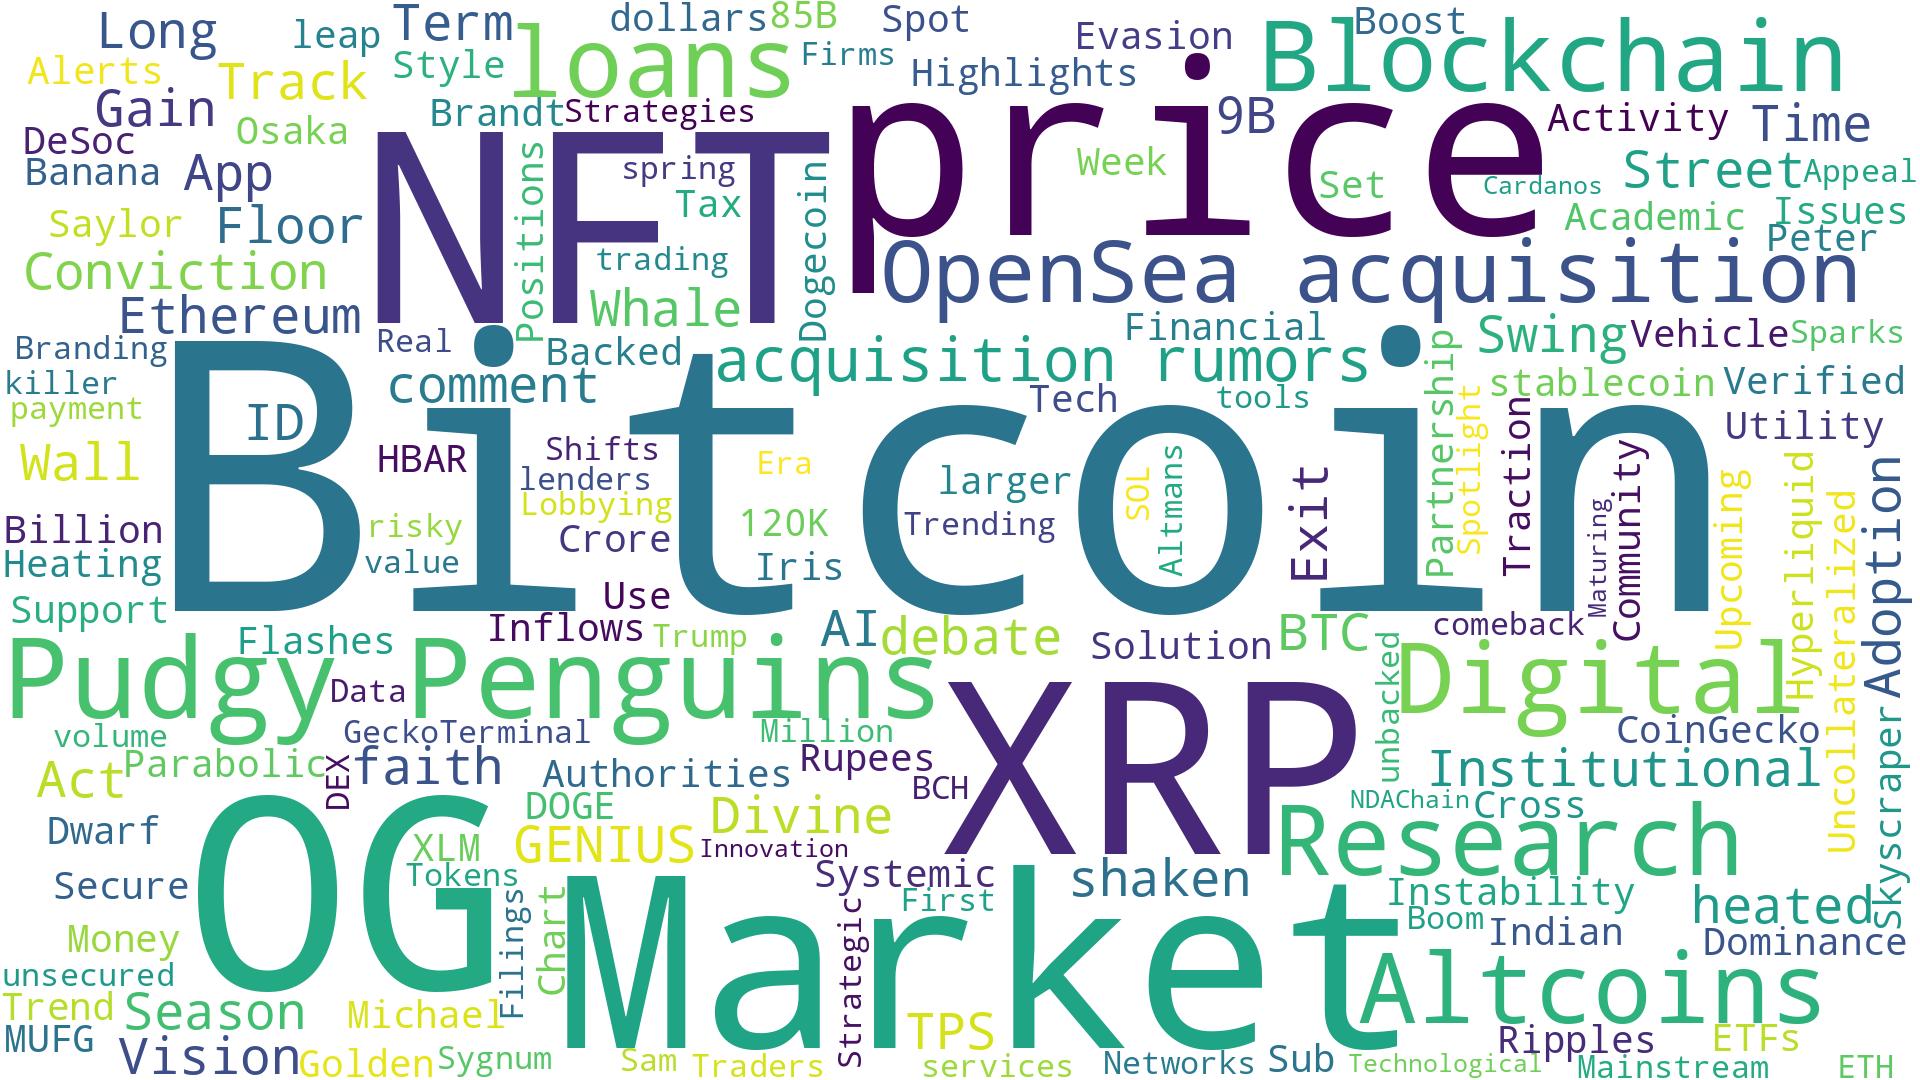 Long
leap
Term
dollars
85B
Spot
Evasion
Boost
Blockchain
Alerts
Track
Style
loans
Firms
Highlights
Gain
Brandt
Strategies
price
9B
Activity
Time
DeSoc
Osaka
NFT
Positions
spring
Week
Set
Cardanos
Street
Appeal
Banana
App
Tax
Dogecoin
Saylor
Floor
Academic
Issues
Peter
Conviction
trading
OpenSea acquisition
Ethereum
Whale
Financial
Swing
Vehicle
Sparks
Branding
Real
Backed
acquisition rumors
Partnership
killer
comment
Tech
tools
stablecoin
Verified
payment
ID
Bitcoin
Spotlight
Traction
Utility
Wall
HBAR
Shifts
Era
larger
SOL
Altmans
Exit
Community
Maturing
Upcoming
Hyperliquid
Adoption
lenders
Lobbying
Billion
risky
Crore
120K
Trending
Heating
value
Iris
Uncollateralized
Support
Use
Inflows
Trump
AI
debate
Solution
BTC
comeback
Flashes
Pudgy Penguins
Data
XRP
unbacked
Digital
volume
GeckoTerminal
Million
CoinGecko
Act
Parabolic
DEX
faith
Authorities
Rupees
BCH
Institutional
Skyscraper
Dwarf
OG
DOGE
Divine
NDAChain
Cross
XLM
GENIUS
Innovation
Research
Secure
Tokens
Systemic
shaken
Instability
Filings
Chart
Market
Strategic
First
Boom
Indian
heated
Money
Dominance
unsecured
Altcoins
Trend
Season
Michael
TPS
MUFG
Vision
Golden
Sygnum
Sam
Traders
services
Networks
Sub
Ripples
ETFs
Technological
Mainstream
ETH